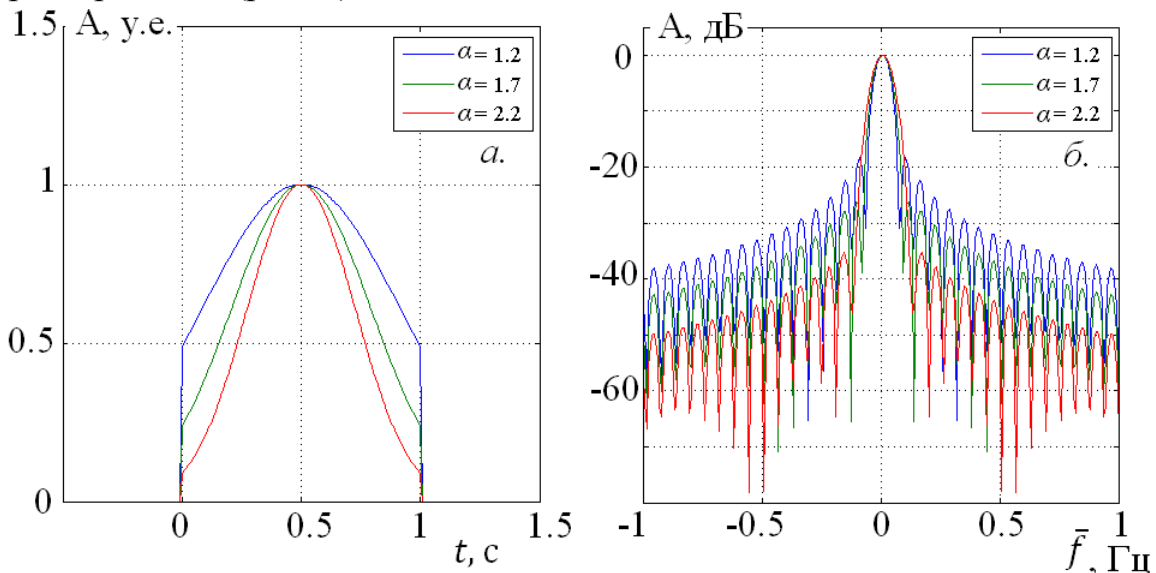 A, у.е.
1.5
1
0.5
0
0
0.5
1
1.5
t, с
α = 1.2
α = 1.7
α = 2.2
а.
A, дБ
0
-20
-40
-60
-1
-0.5
0
0.5
1
f̄, Гц
α = 1.2
α = 1.7
α = 2.2
б.